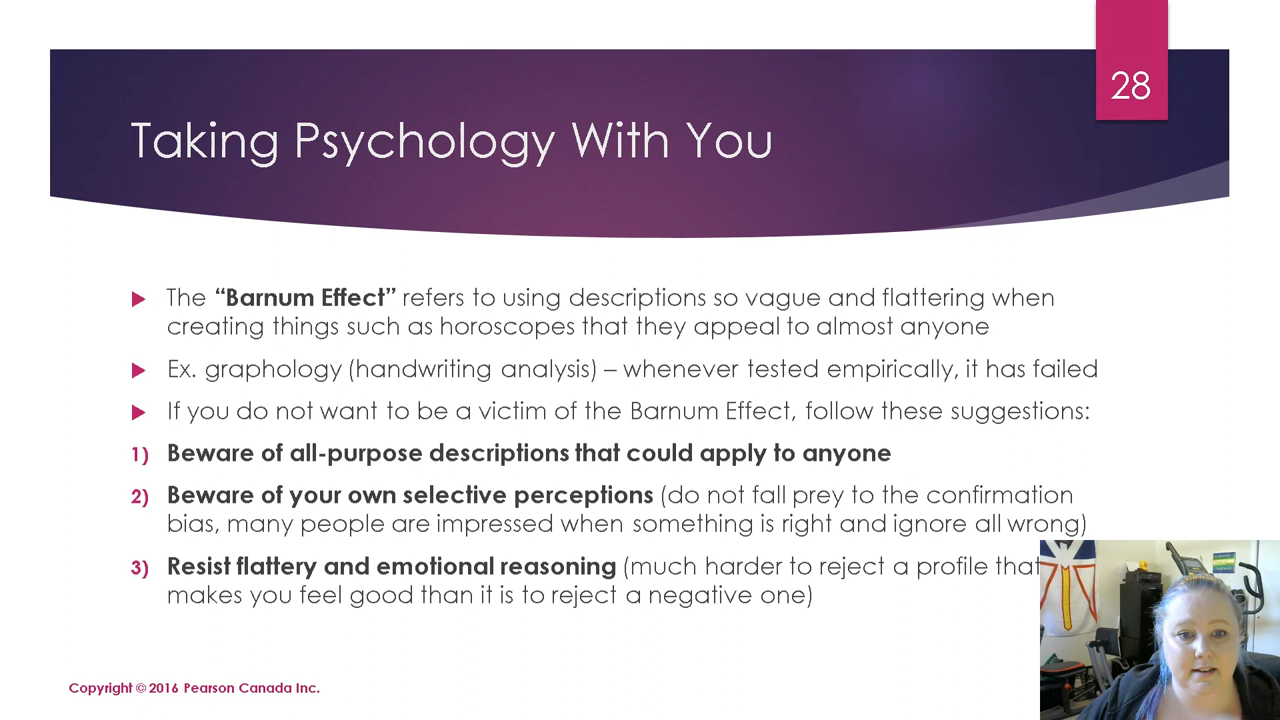 28
Taking Psychology With You
The “Barnum Effect” refers to using descriptions so vague and flattering when
creating things such as horoscopes that they appeal to almost anyone
Ex. graphology (handwriting analysis) – whenever tested empirically, it has failed
If you do not want to be a victim of the Barnum Effect, follow these suggestions:
1) Beware of all-purpose descriptions that could apply to anyone
2) Beware of your own selective perceptions (do not fall prey to the confirmation
bias, many people are impressed when something is right and ignore all wrong)
3) Resist flattery and emotional reasoning (much harder to reject a profile that
makes you feel good than it is to reject a negative one)
Copyright © 2016 Pearson Canada Inc.